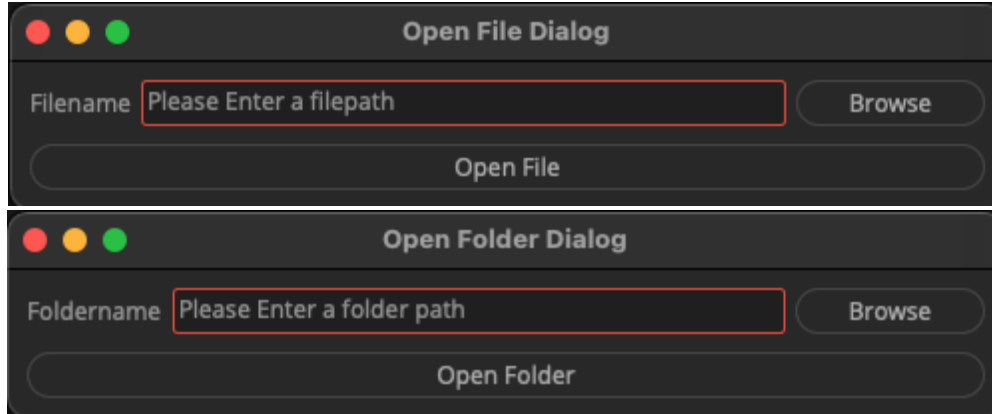 Open File Dialog
Filename Please Enter a filepath Browse
Open File
Open Folder Dialog
Foldername Please Enter a folder path Browse
Open Folder